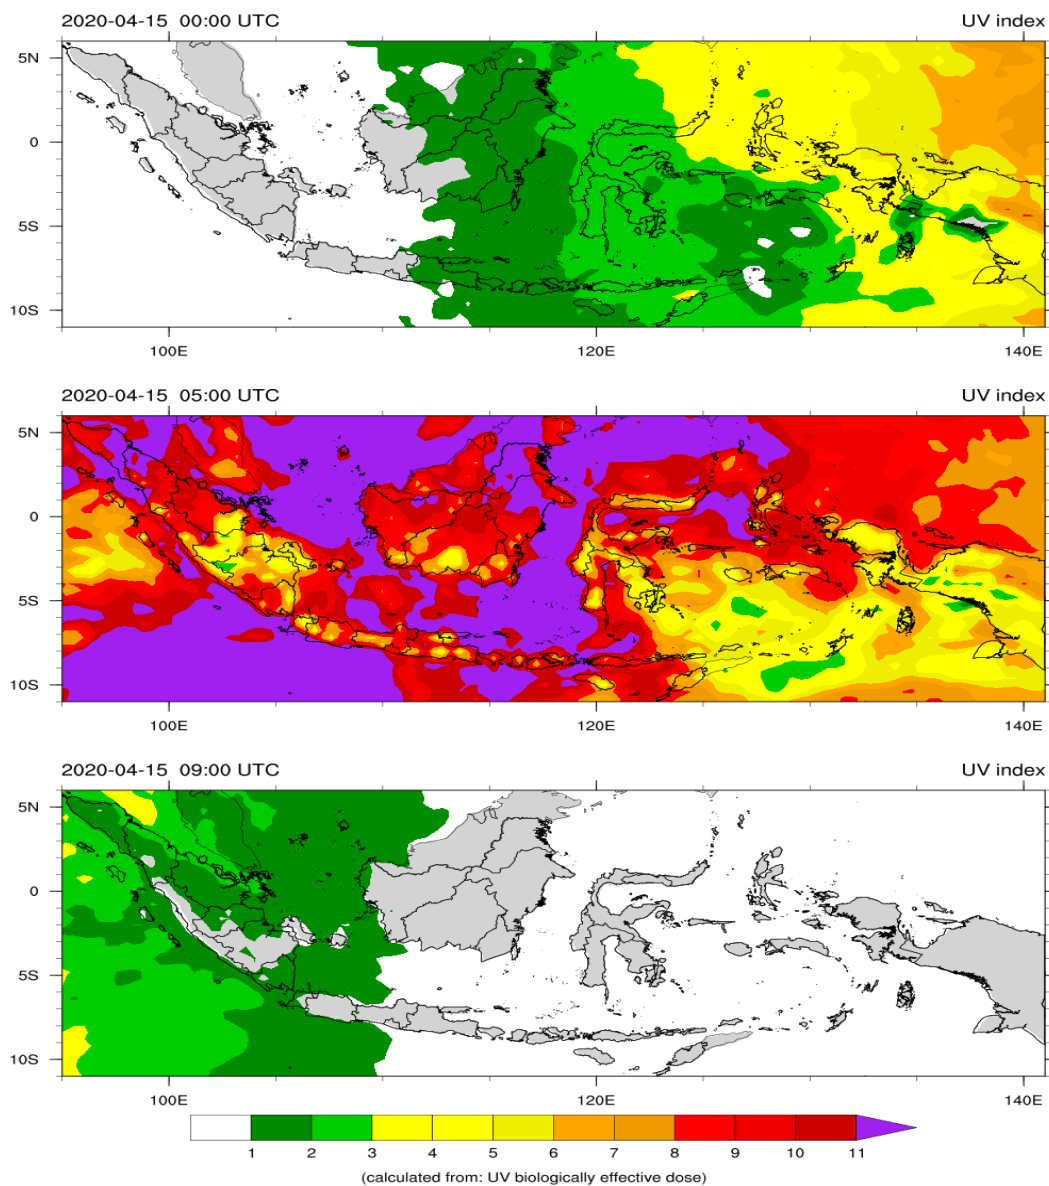 2020-04-15 00:00 UTC UV index
5N
0
5S
10S
100E 120E 140E
2020-04-15 05:00 UTC UV index
5N
0
5S
10S
100E 120E 140E
2020-04-15 09:00 UTC UV index
5N
0
5S
10S
100E 120E 140E
1 2 3 4 5 6 7 8 9 10 11
(calculated from: UV biologically effective dose)